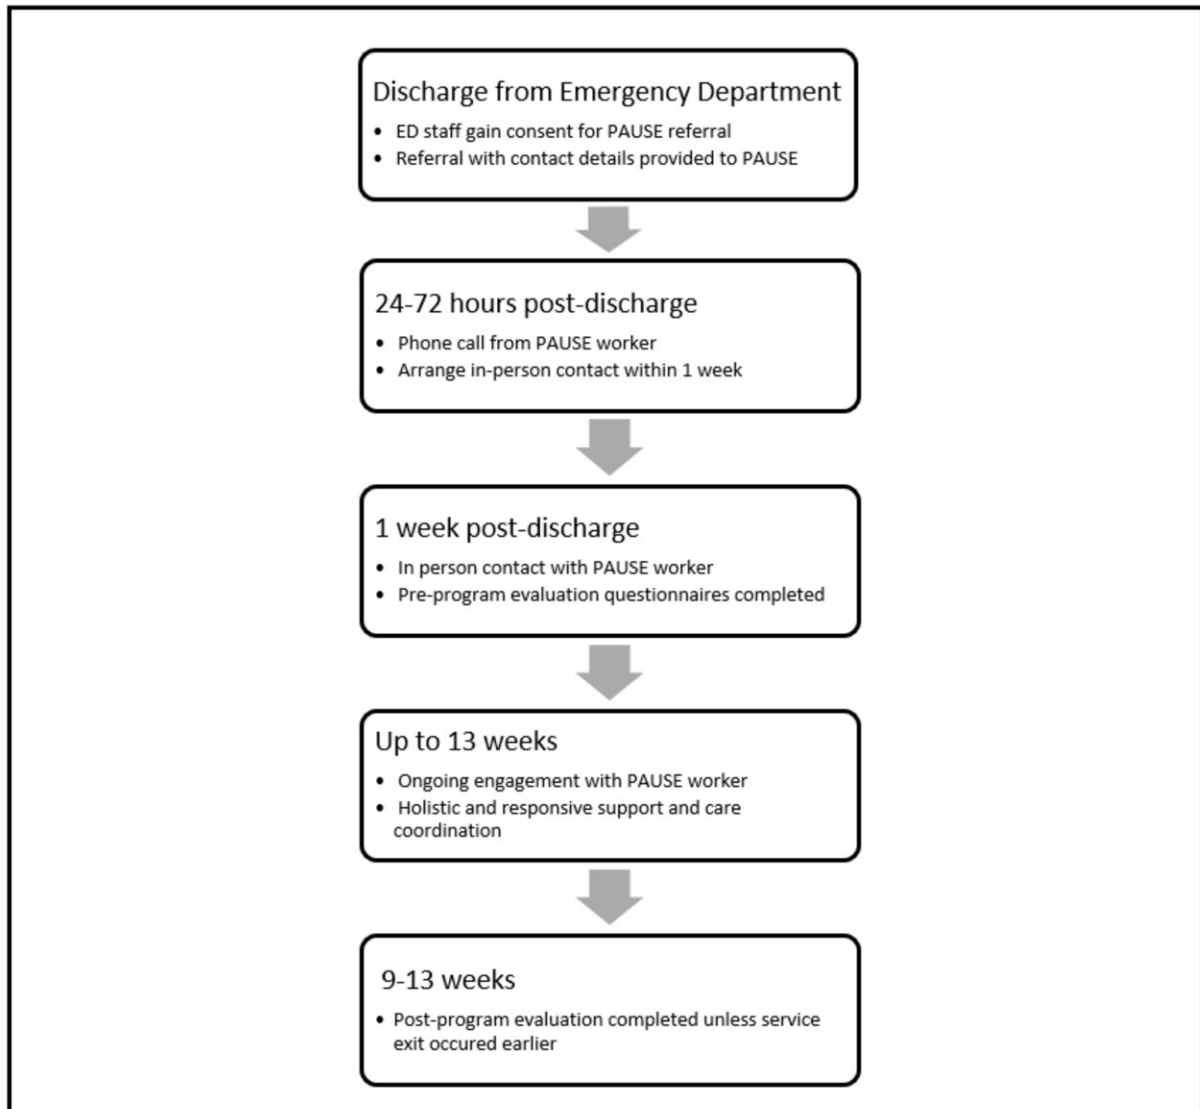 Discharge from Emergency Department
• ED staff gain consent for PAUSE referral
• Referral with contact details provided to PAUSE
24-72 hours post-discharge
• Phone call from PAUSE worker
• Arrange in-person contact within 1 week
1 week post-discharge
• In person contact with PAUSE worker
• Pre-program evaluation questionnaires completed
Up to 13 weeks
• Ongoing engagement with PAUSE worker
• Holistic and responsive support and care
coordination
9-13 weeks
• Post-program evaluation completed unless service
exit occured earlier